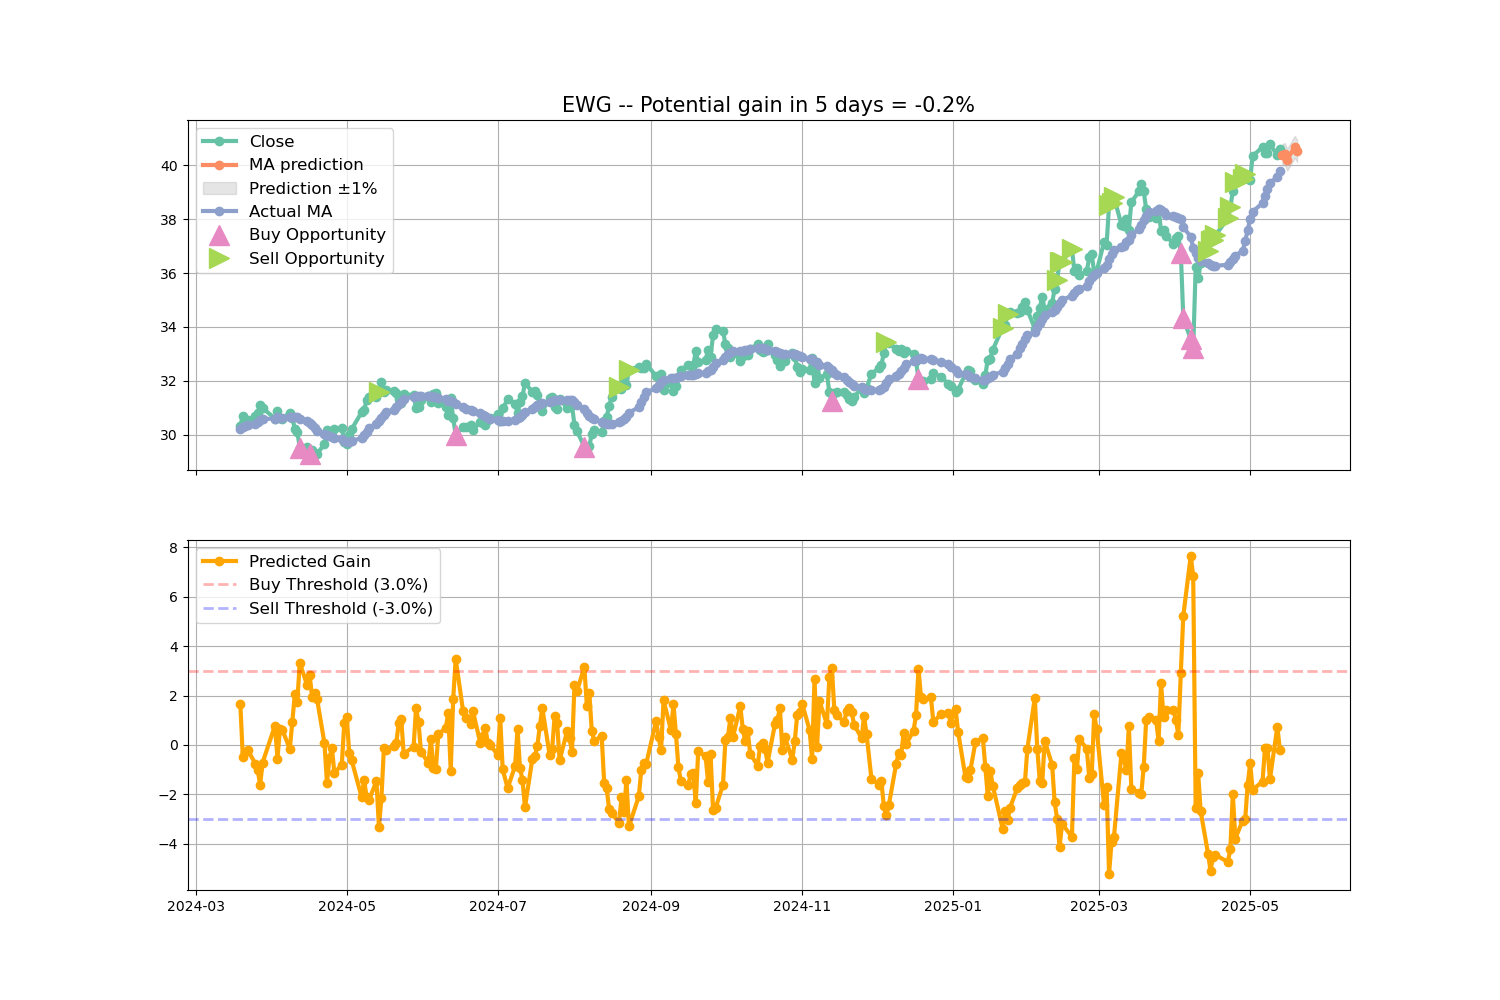 EWG -- Potential gain in 5 days = -0.2%
Close
MA prediction
Prediction ±1%
Actual MA
Buy Opportunity
Sell Opportunity
40
38
36
34
32
30
Predicted Gain
Buy Threshold (3.0%)
Sell Threshold (-3.0%)
8
6
4
2
0
−2
−4
2024-03
2024-05
2024-07
2024-09
2024-11
2025-01
2025-03
2025-05